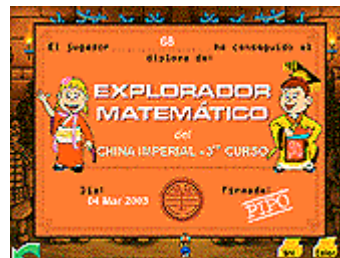 El jugador 68 ha conseguido el
diploma de:
EXPLORADOR
MATEMÁTICO
del
CHINA IMPERIAL - 3er CURSO
Día: Firmado:
04 Mar 2003 PIPO